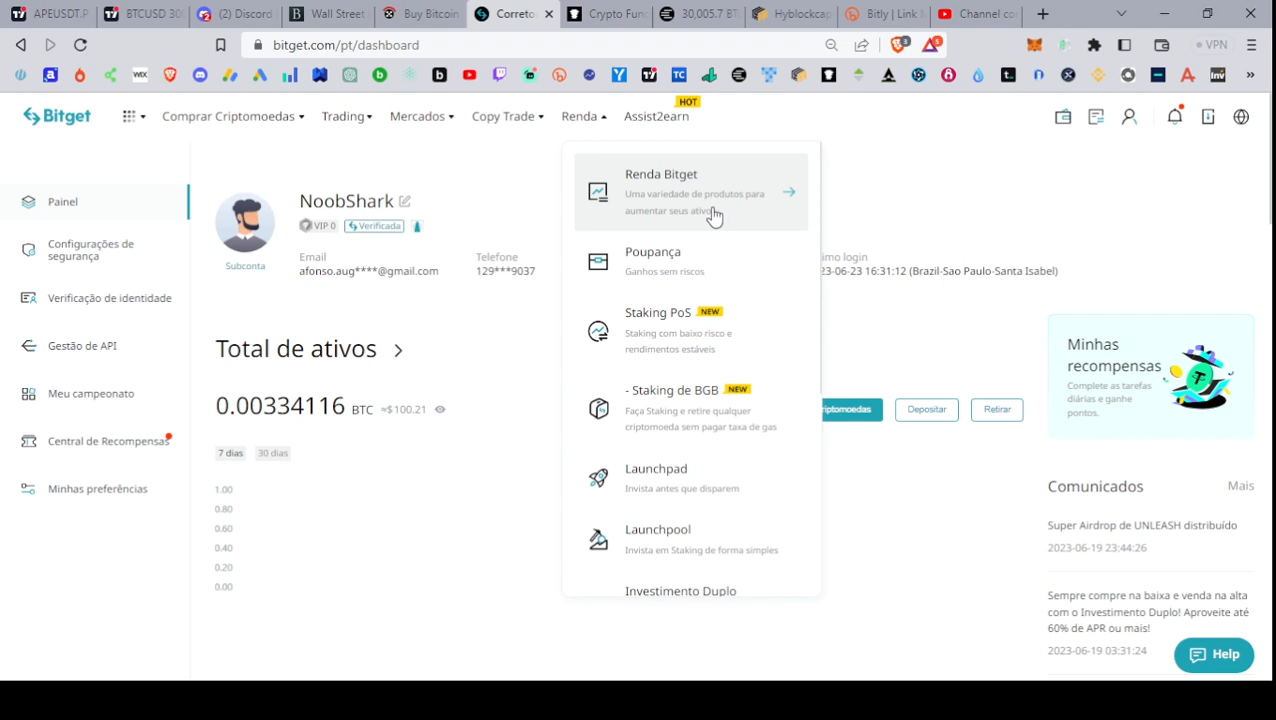 APEUSDT.P
BTCUSD 30
(2) Discord
Wall Street
Buy Bitcoin
Correto
Crypto Fun
30,005.7 BT
Hyblockcap
Bitly | Link M
Channel co
bitget.com/pt/dashboard
VPN
Bitget
Comprar Criptomoedas
Trading
Mercados
Copy Trade
Renda
Assist2earn
HOT
Painel
Configurações de
segurança
Verificação de identidade
Gestão de API
Meu campeonato
Central de Recompensas
Minhas preferências
Subconta
NoobShark
VIP 0
Verificada
Email
afonso.aug****@gmail.com
Telefone
129***9037
imo login
23-06-23 16:31:12 (Brazil-Sao Paulo-Santa Isabel)
Total de ativos
0.00334116 BTC ≈$100.21
7 dias
30 dias
1.00
0.80
0.60
0.40
0.20
0.00
Renda Bitget
Uma variedade de produtos para
aumentar seus ativo
Poupança
Ganhos sem riscos
Staking PoS NEW
Staking com baixo risco e
rendimentos estáveis
- Staking de BGB NEW
Faça Staking e retire qualquer
criptomoeda sem pagar taxa de gas
Launchpad
Invista antes que disparem
Launchpool
Invista em Staking de forma simples
Investimento Duplo
iptomoedas
Depositar
Retirar
Minhas
recompensas
Complete as tarefas
diárias e ganhe
pontos.
Comunicados
Mais
Super Airdrop de UNLEASH distribuído
2023-06-19 23:44:26
Sempre compre na baixa e venda na alta
com o Investimento Duplo! Aproveite até
60% de APR ou mais!
2023-06-19 03:31:24
Help